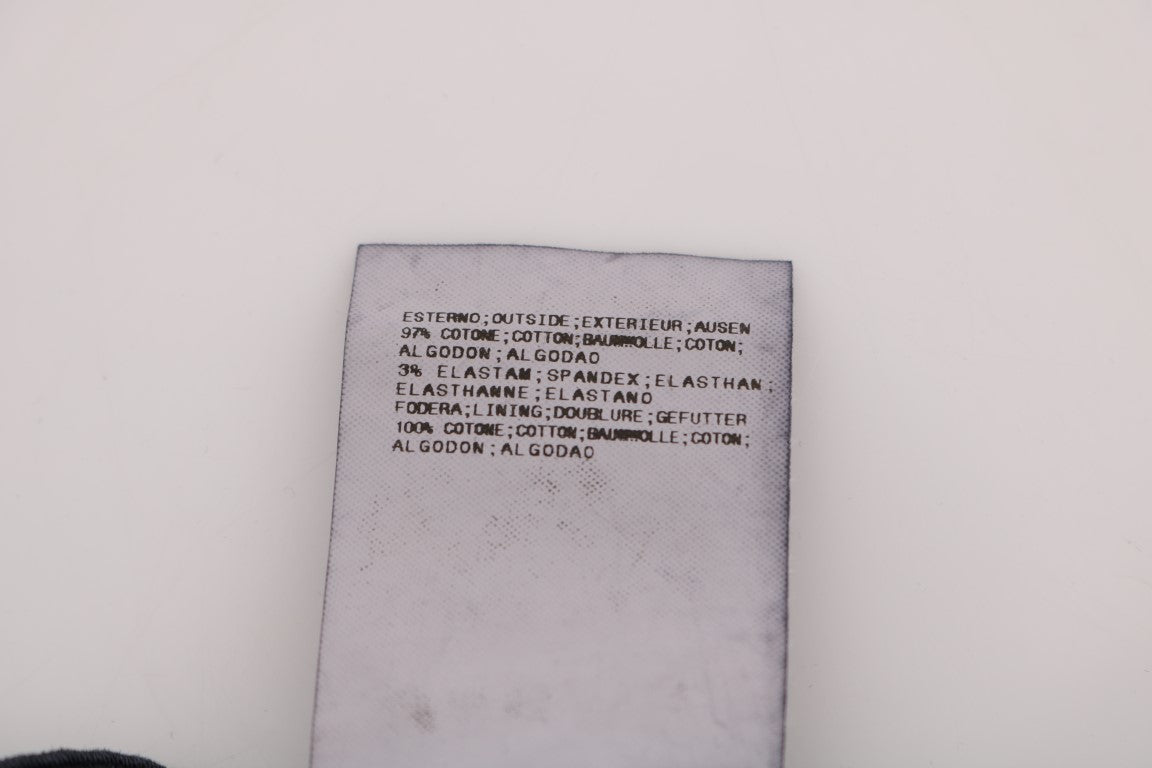 ESTERNO;OUTSIDE;EXTERIEUR;AUSEN
97% COTONE;COTTON;BAUMWOLLE;COTON;
ALGODON;ALGODAO
3% ELASTAM;SPANDEX;ELASTHAN;
ELASTHANNE;ELASTANO
FODERA;LINING;DOUBLURE;GEFUTTER
100% COTONE;COTTON;BAUMWOLLE;COTON;
ALGODON;ALGODAO